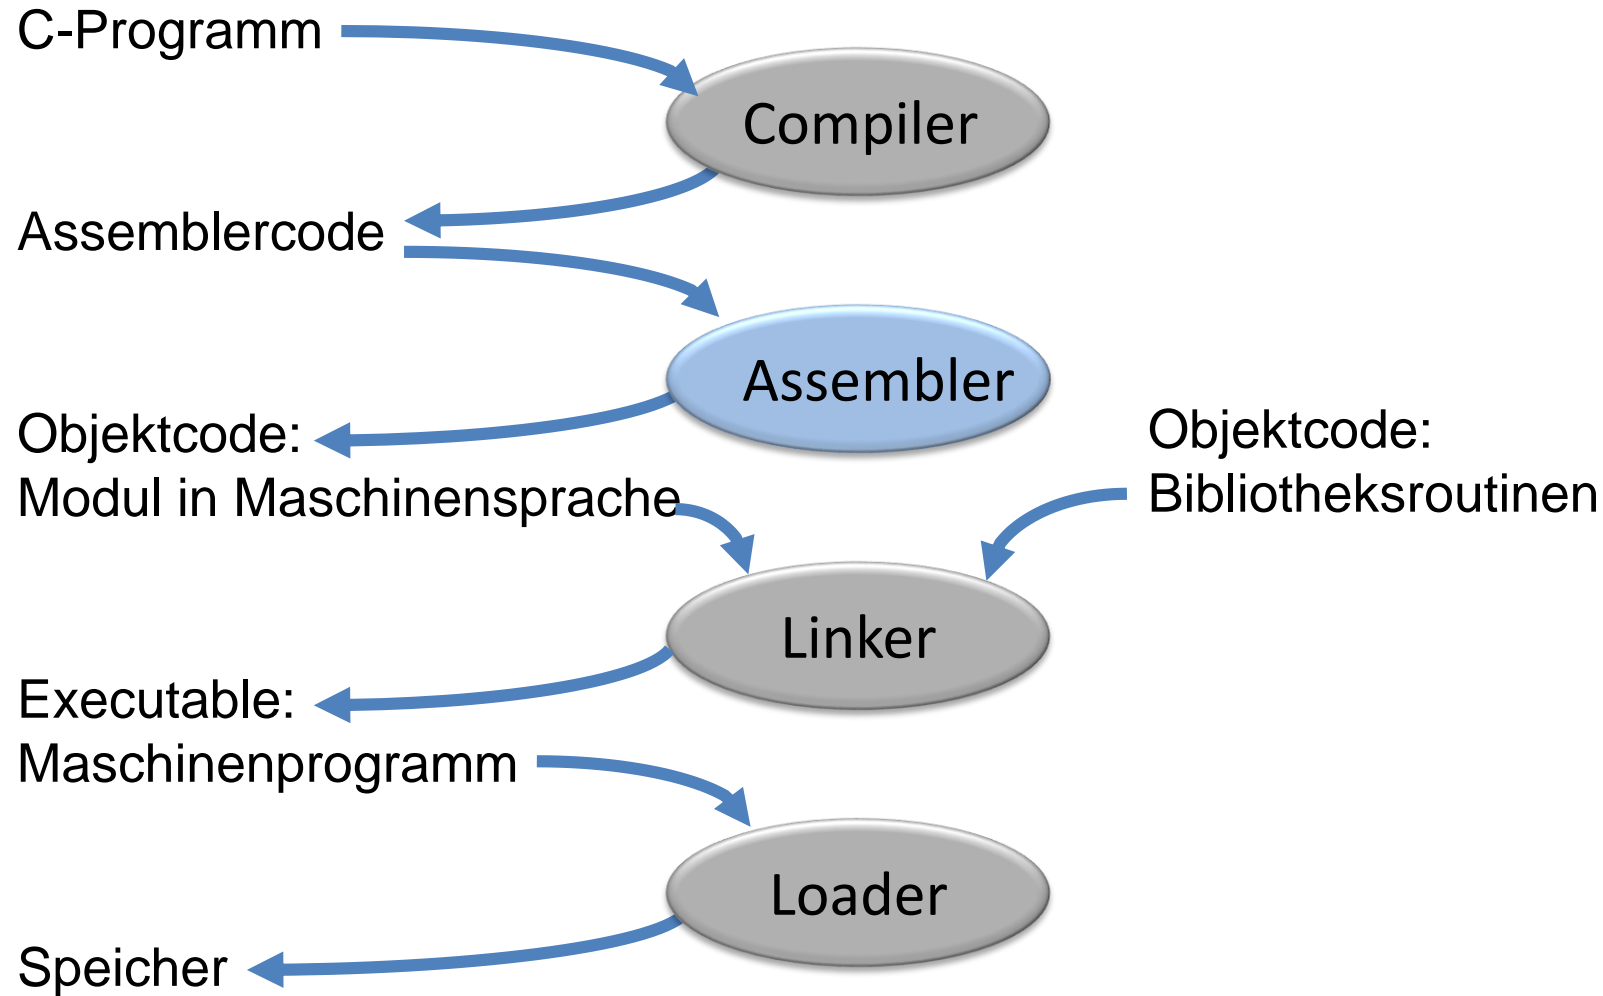 C-Programm
Compiler
Assemblercode
Assembler
Objektcode:
Modul in Maschinensprache
Objektcode:
Bibliotheksroutinen
Linker
Executable:
Maschinenprogramm
Loader
Speicher